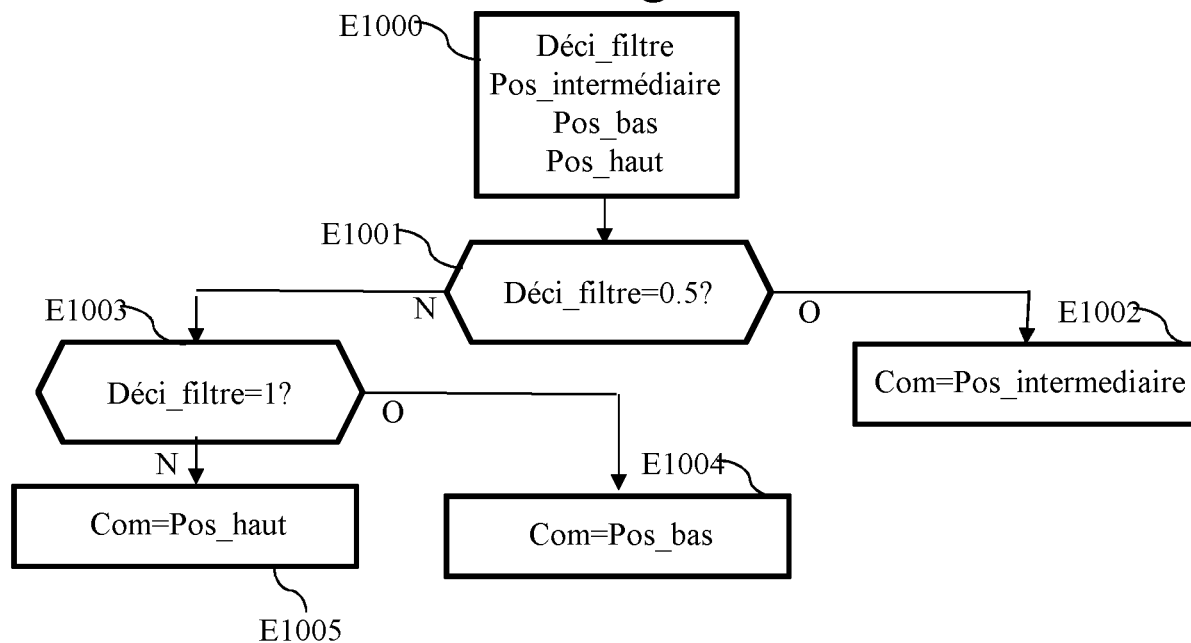 E1000
Déci_filtre
Pos_intermédiaire
Pos_bas
Pos_haut
E1001
Déci_filtre=0.5?
N
O
E1003
E1002
Déci_filtre=1?
Com=Pos_intermediaire
O
N
E1004
Com=Pos_haut
Com=Pos_bas
E1005